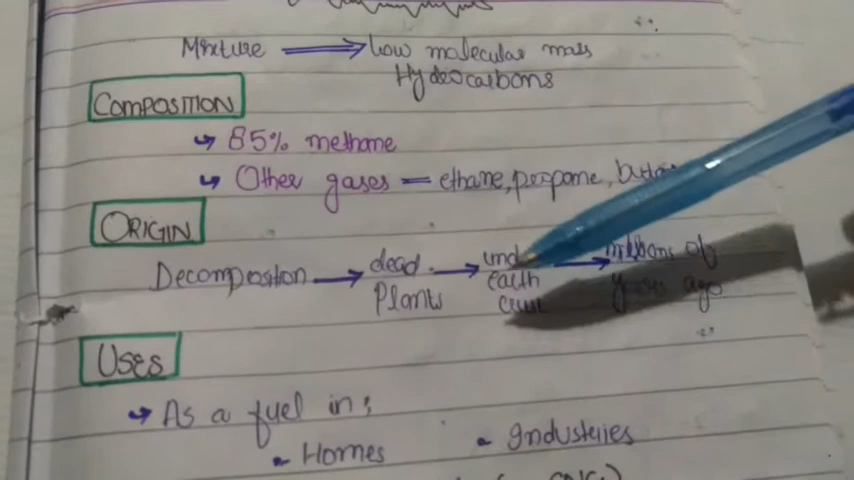 Mixture ⟹ Low molecular mass
Hydrocarbons
COMPOSITION
↳ 85% methane
↳ Other gases = ethane, propane,
ORIGIN
Decomposition → dead → → millions of
Plants earth years ago
crust
USES
↳ As a fuel in:
• Homes • Industries